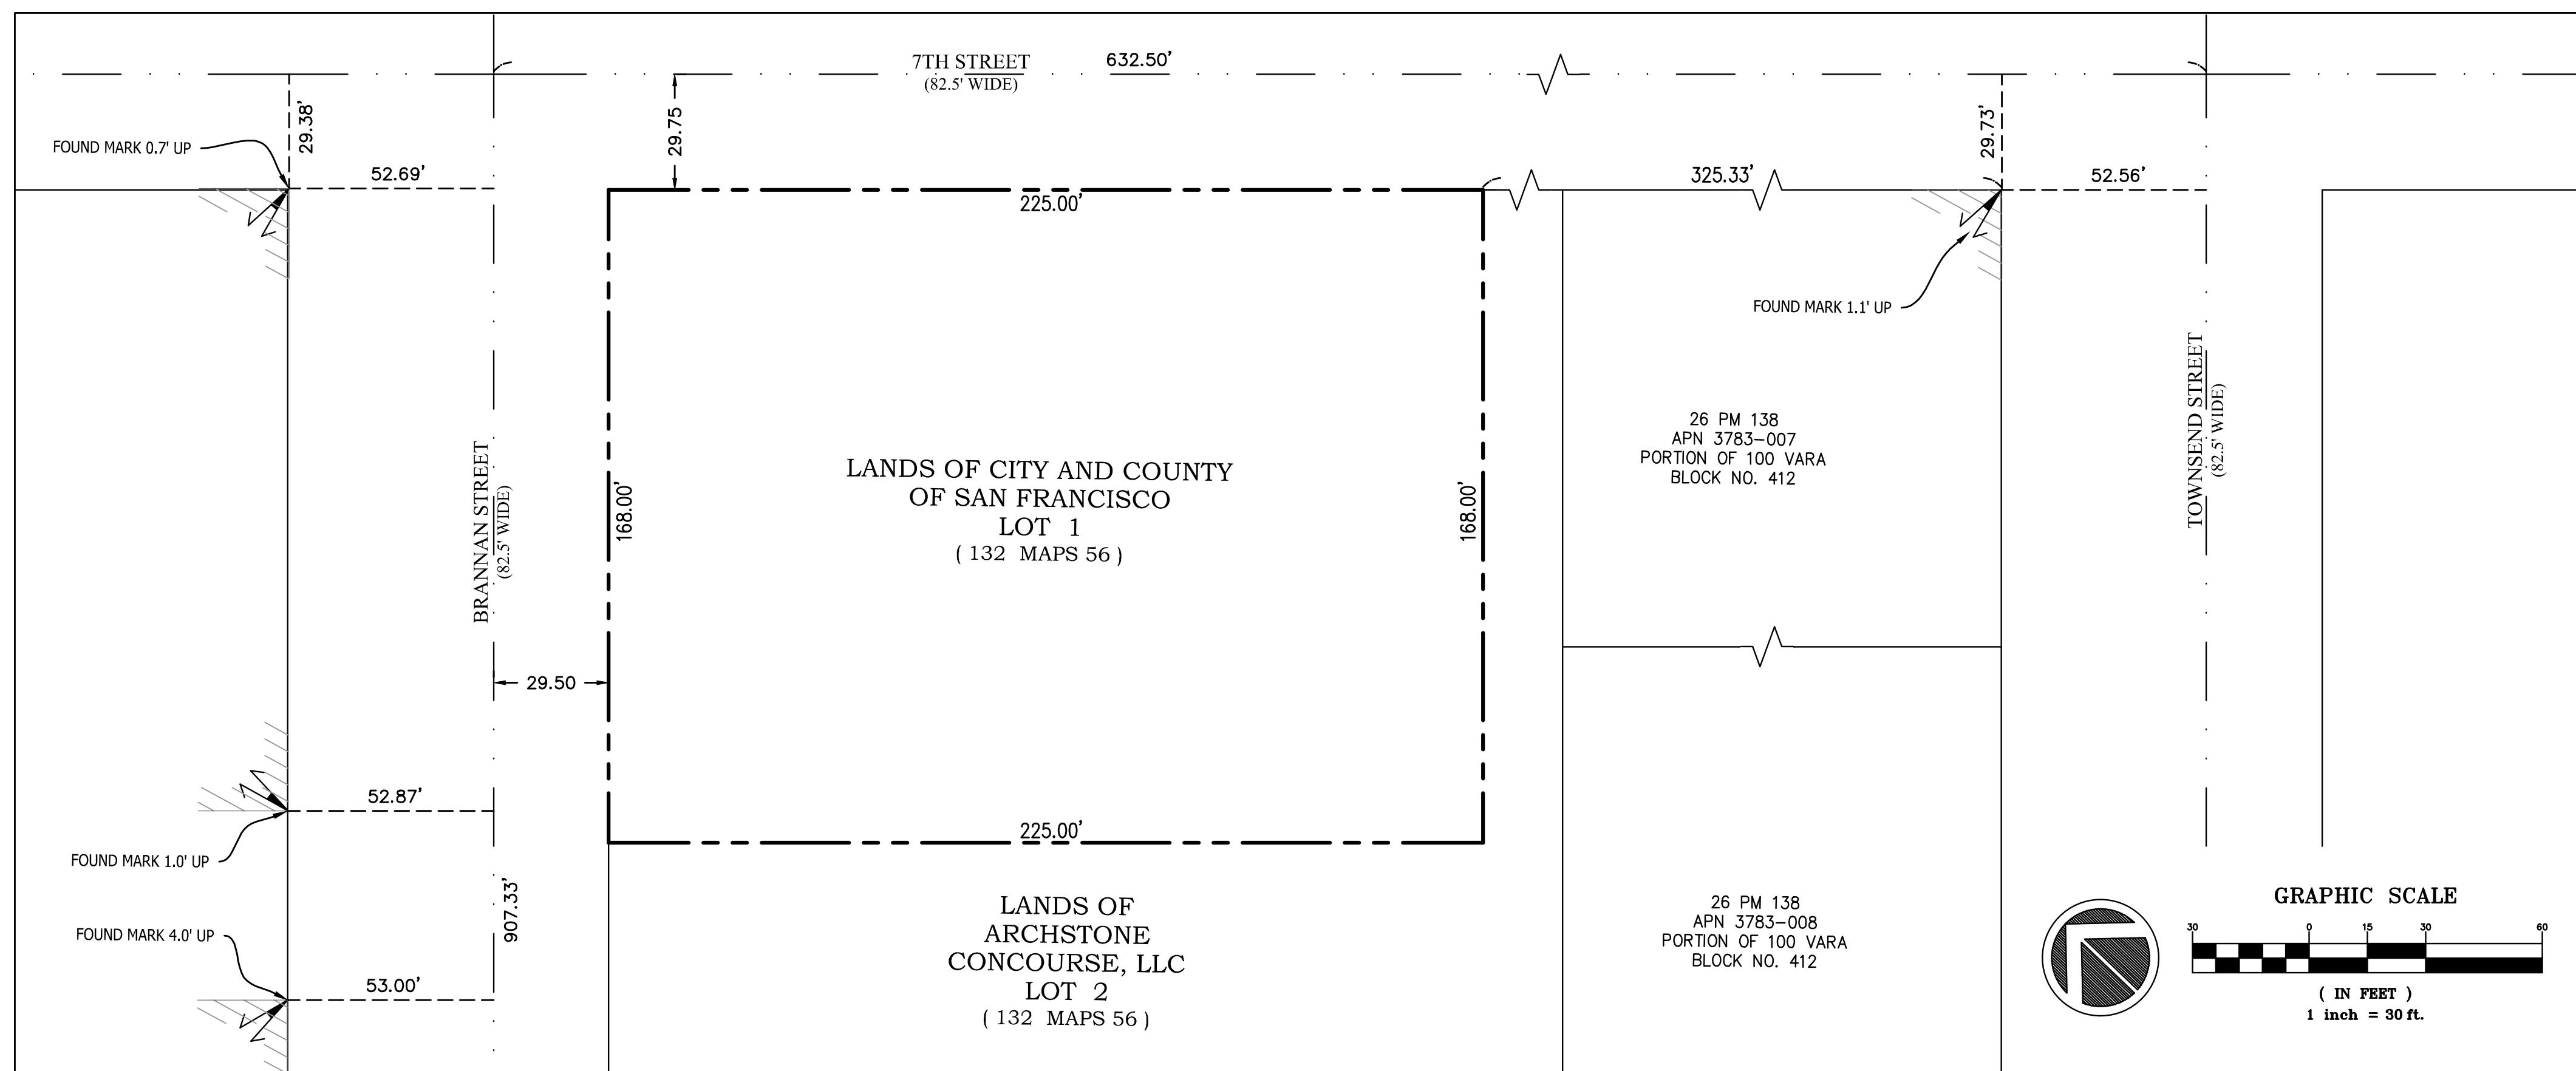 7TH STREET
(82.5' WIDE)
632.50'
29.38'
FOUND MARK 0.7' UP
52.69'
29.75
225.00'
325.33'
29.73'
52.56'
FOUND MARK 1.1' UP
BRANNAN STREET
(82.5' WIDE)
168.00'
LANDS OF CITY AND COUNTY
OF SAN FRANCISCO
LOT 1
( 132 MAPS 56 )
168.00'
26 PM 138
APN 3783-007
PORTION OF 100 VARA
BLOCK NO. 412
TOWNSEND STREET
(82.5' WIDE)
29.50
52.87'
FOUND MARK 1.0' UP
225.00'
907.33'
FOUND MARK 4.0' UP
53.00'
LANDS OF
ARCHSTONE
CONCOURSE, LLC
LOT 2
( 132 MAPS 56 )
26 PM 138
APN 3783-008
PORTION OF 100 VARA
BLOCK NO. 412
GRAPHIC SCALE
30 0 15 30 60
( IN FEET )
1 inch = 30 ft.